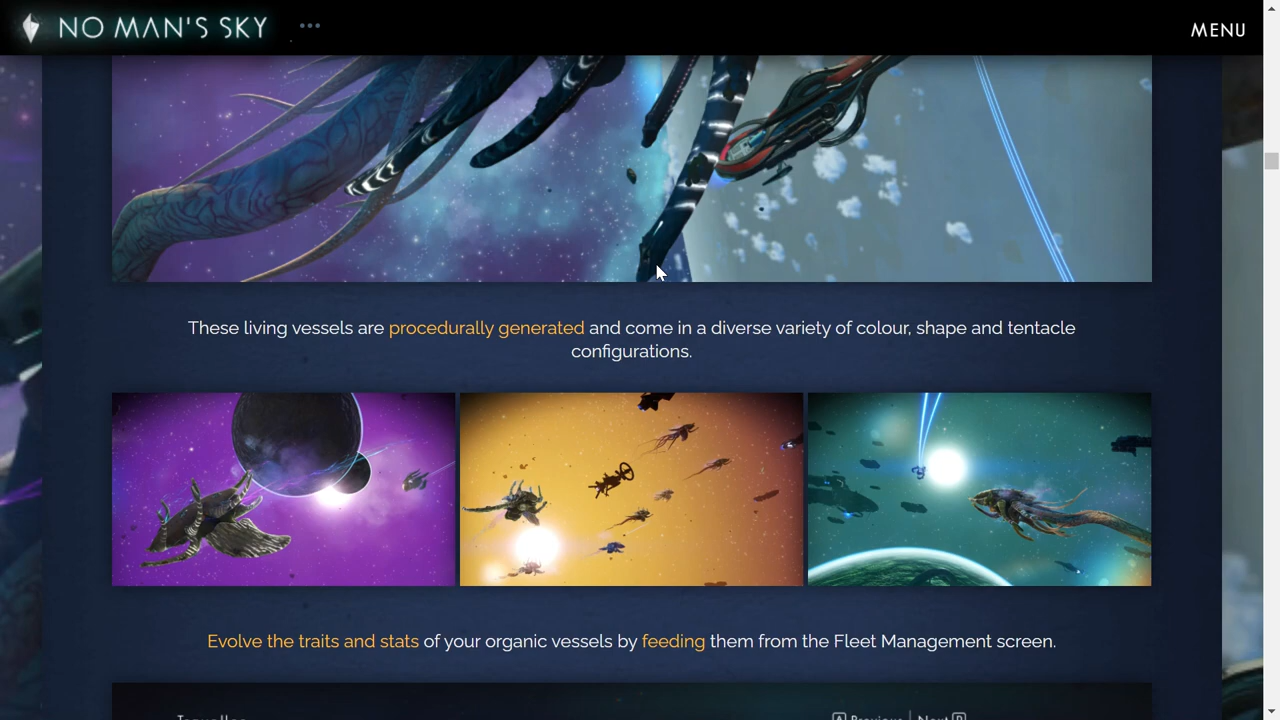 NO MAN'S SKY
MENU
These living vessels are procedurally generated and come in a diverse variety of colour, shape and tentacle
configurations.
Evolve the traits and stats of your organic vessels by feeding them from the Fleet Management screen.